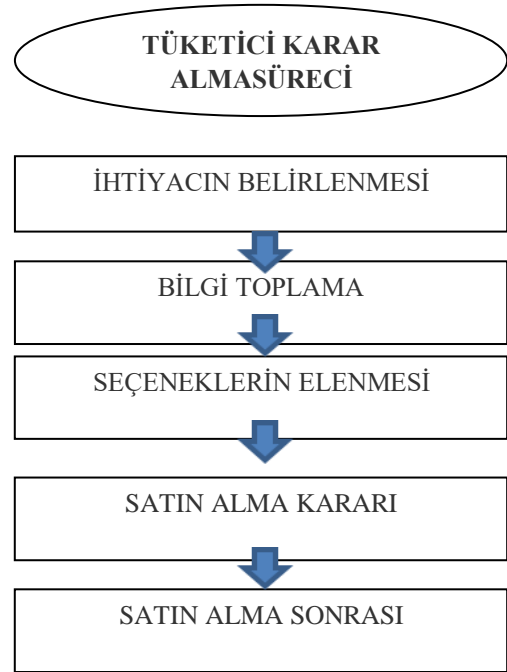 TÜKETİCİ KARAR
ALMASÜRECİ
İHTİYACIN BELİRLENMESİ
BİLGİ TOPLAMA
SEÇENEKLERİN ELENMESİ
SATIN ALMA KARARI
SATIN ALMA SONRASI